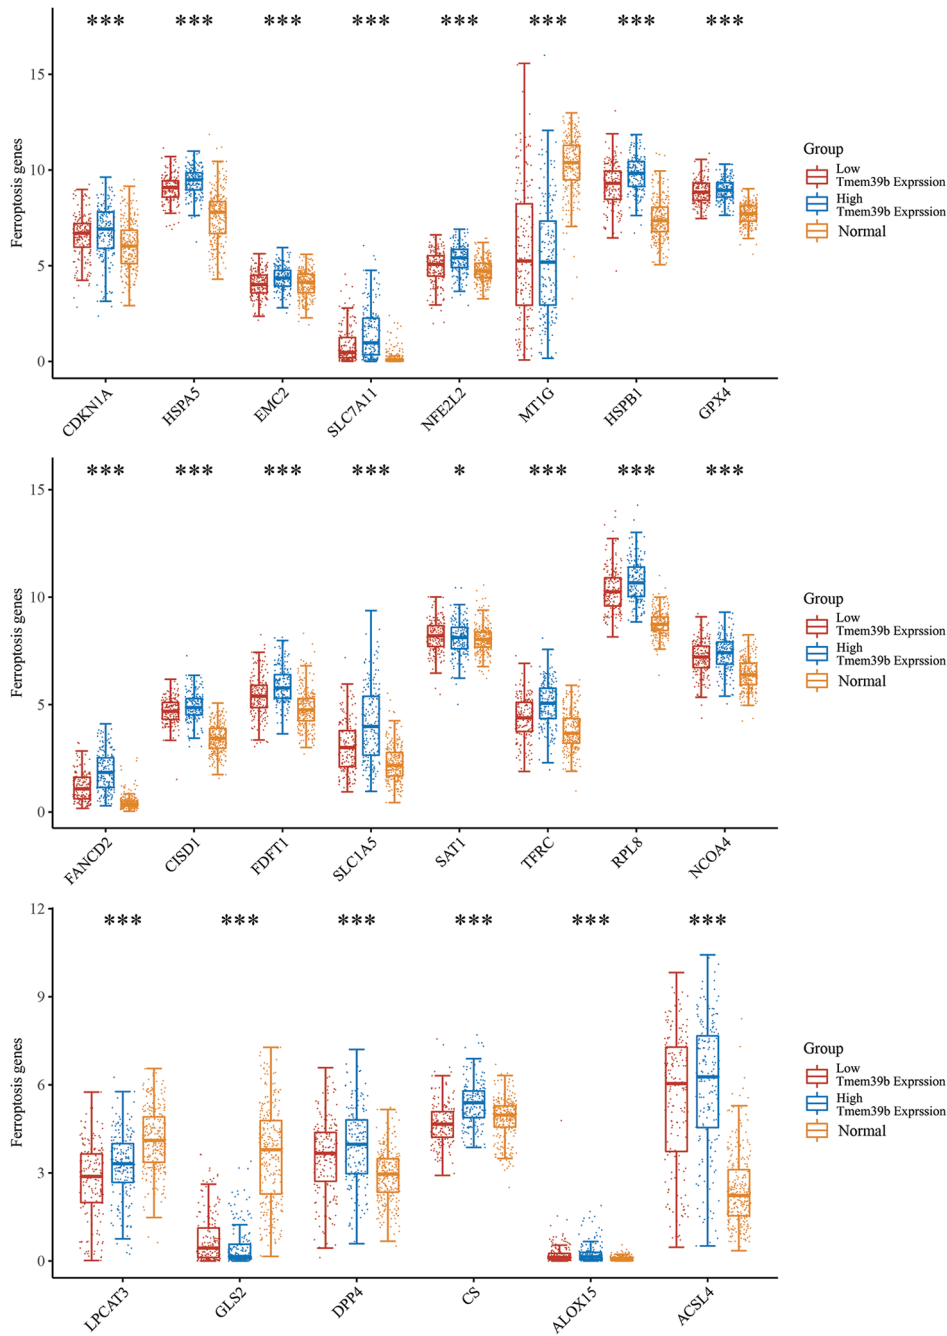 *** *** *** *** *** *** *** ***
15
10
5
0
Ferroptosis genes
CDKN1A HSPA5 EMC2 SLC7A11 NFE2L2 MT1G HSPB1 GPX4
Group
Low
Tmem39b Exprssion
High
Tmem39b Exprssion
Normal
*** *** *** *** * *** *** ***
15
10
5
0
Ferroptosis genes
FANCD2 CISD1 FDFT1 SLC1A5 SAT1 TFRC RPL8 NCOA4
Group
Low
Tmem39b Exprssion
High
Tmem39b Exprssion
Normal
*** *** *** *** *** ***
12
9
6
3
0
Ferroptosis genes
LPCAT3 GLS2 DPP4 CS ALOX15 ACSL4
Group
Low
Tmem39b Exprssion
High
Tmem39b Exprssion
Normal